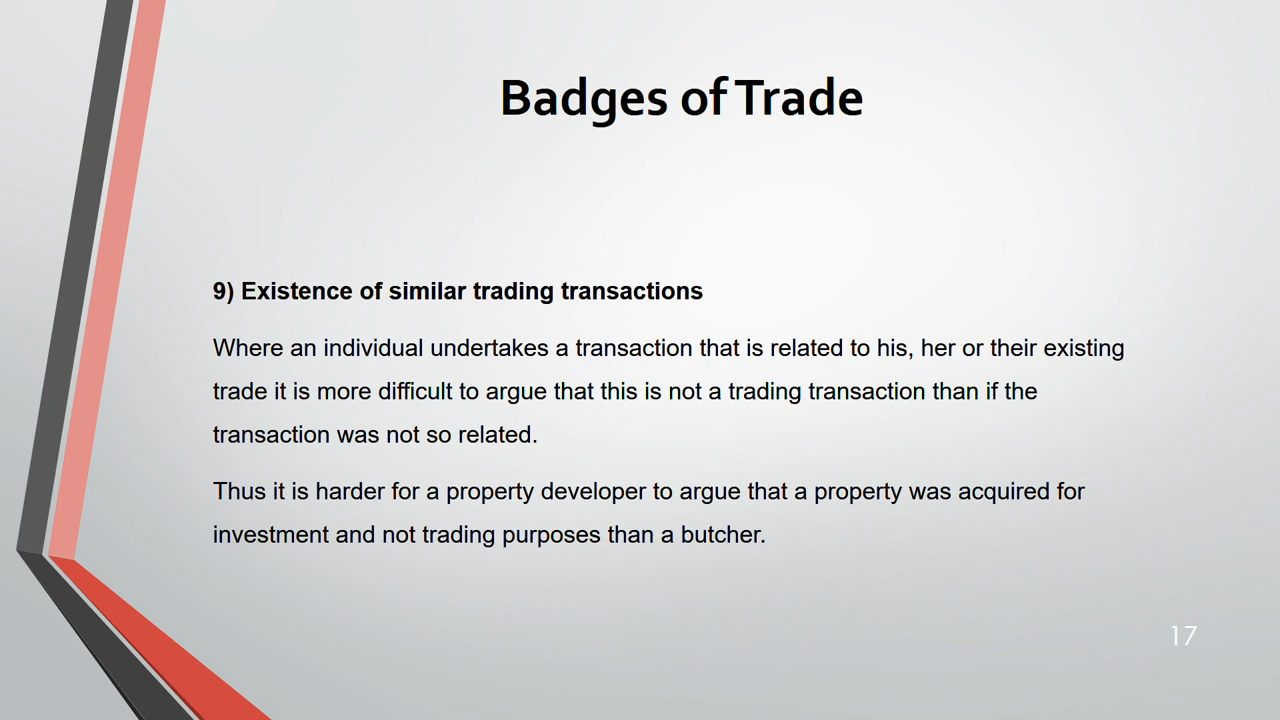 Badges of Trade
9) Existence of similar trading transactions
Where an individual undertakes a transaction that is related to his, her or their existing
trade it is more difficult to argue that this is not a trading transaction than if the
transaction was not so related.
Thus it is harder for a property developer to argue that a property was acquired for
investment and not trading purposes than a butcher.
17